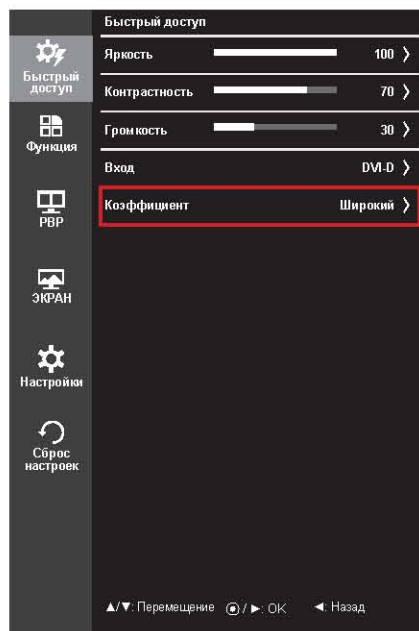 Быстрый доступ
Быстрый
доступ
Яркость 100
Контрастность 70
Громкость 30
Функция
Вход DVI-D
Коэффициент Широкий
PBP
ЭКРАН
Настройки
Сброс
настроек
▲/▼: Перемещение ◉ / ►: OK ◄: Назад